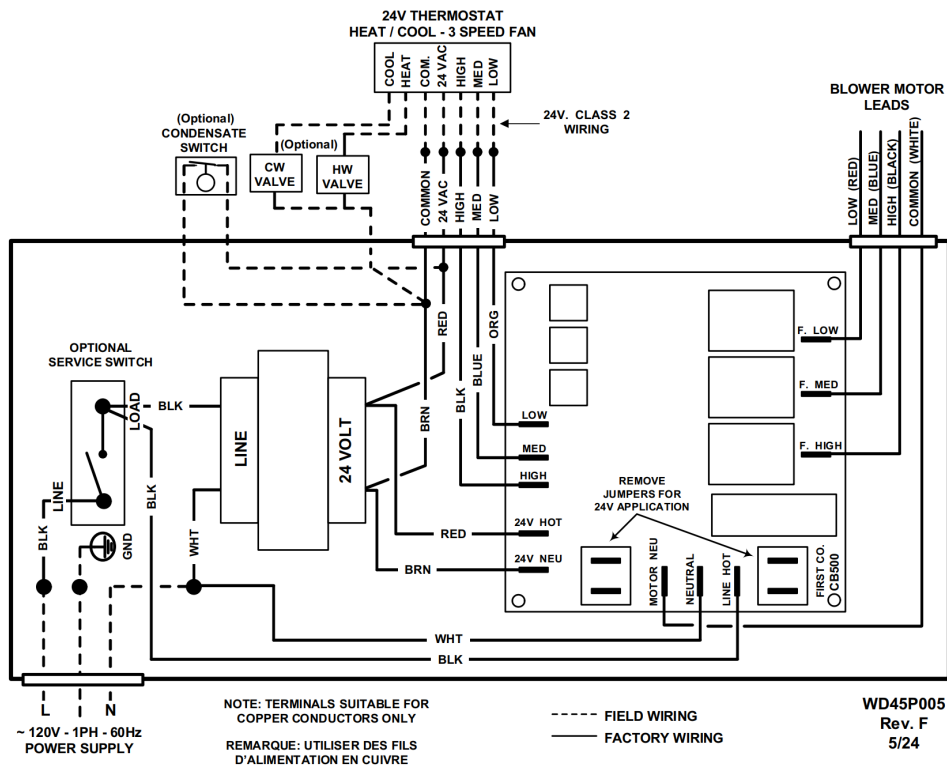 24V THERMOSTAT
HEAT / COOL - 3 SPEED FAN
COOL
HEAT
COM.
24 VAC
HIGH
MED
LOW
24V. CLASS 2
WIRING
BLOWER MOTOR
LEADS
LOW (RED)
MED (BLUE)
HIGH (BLACK)
COMMON (WHITE)
(Optional)
CONDENSATE
SWITCH
(Optional)
CW
VALVE
HW
VALVE
COMMON
24 VAC
HIGH
MED
LOW
OPTIONAL
SERVICE SWITCH
LOAD
LINE
BLK
BLK
BLK
GND
WHT
LINE
24 VOLT
RED
BRN
BLK
BLUE
ORG
LOW
MED
HIGH
24V HOT
24V NEU
RED
BRN
F. LOW
F. MED
F. HIGH
REMOVE
JUMPERS FOR
24V APPLICATION
MOTOR NEU
NEUTRAL
LINE HOT
FIRST CO.
CB500
WHT
BLK
L
N
~ 120V - 1PH - 60Hz
POWER SUPPLY
NOTE: TERMINALS SUITABLE FOR
COPPER CONDUCTORS ONLY
REMARQUE: UTILISER DES FILS
D'ALIMENTATION EN CUIVRE
FIELD WIRING
FACTORY WIRING
WD45P005
Rev. F
5/24